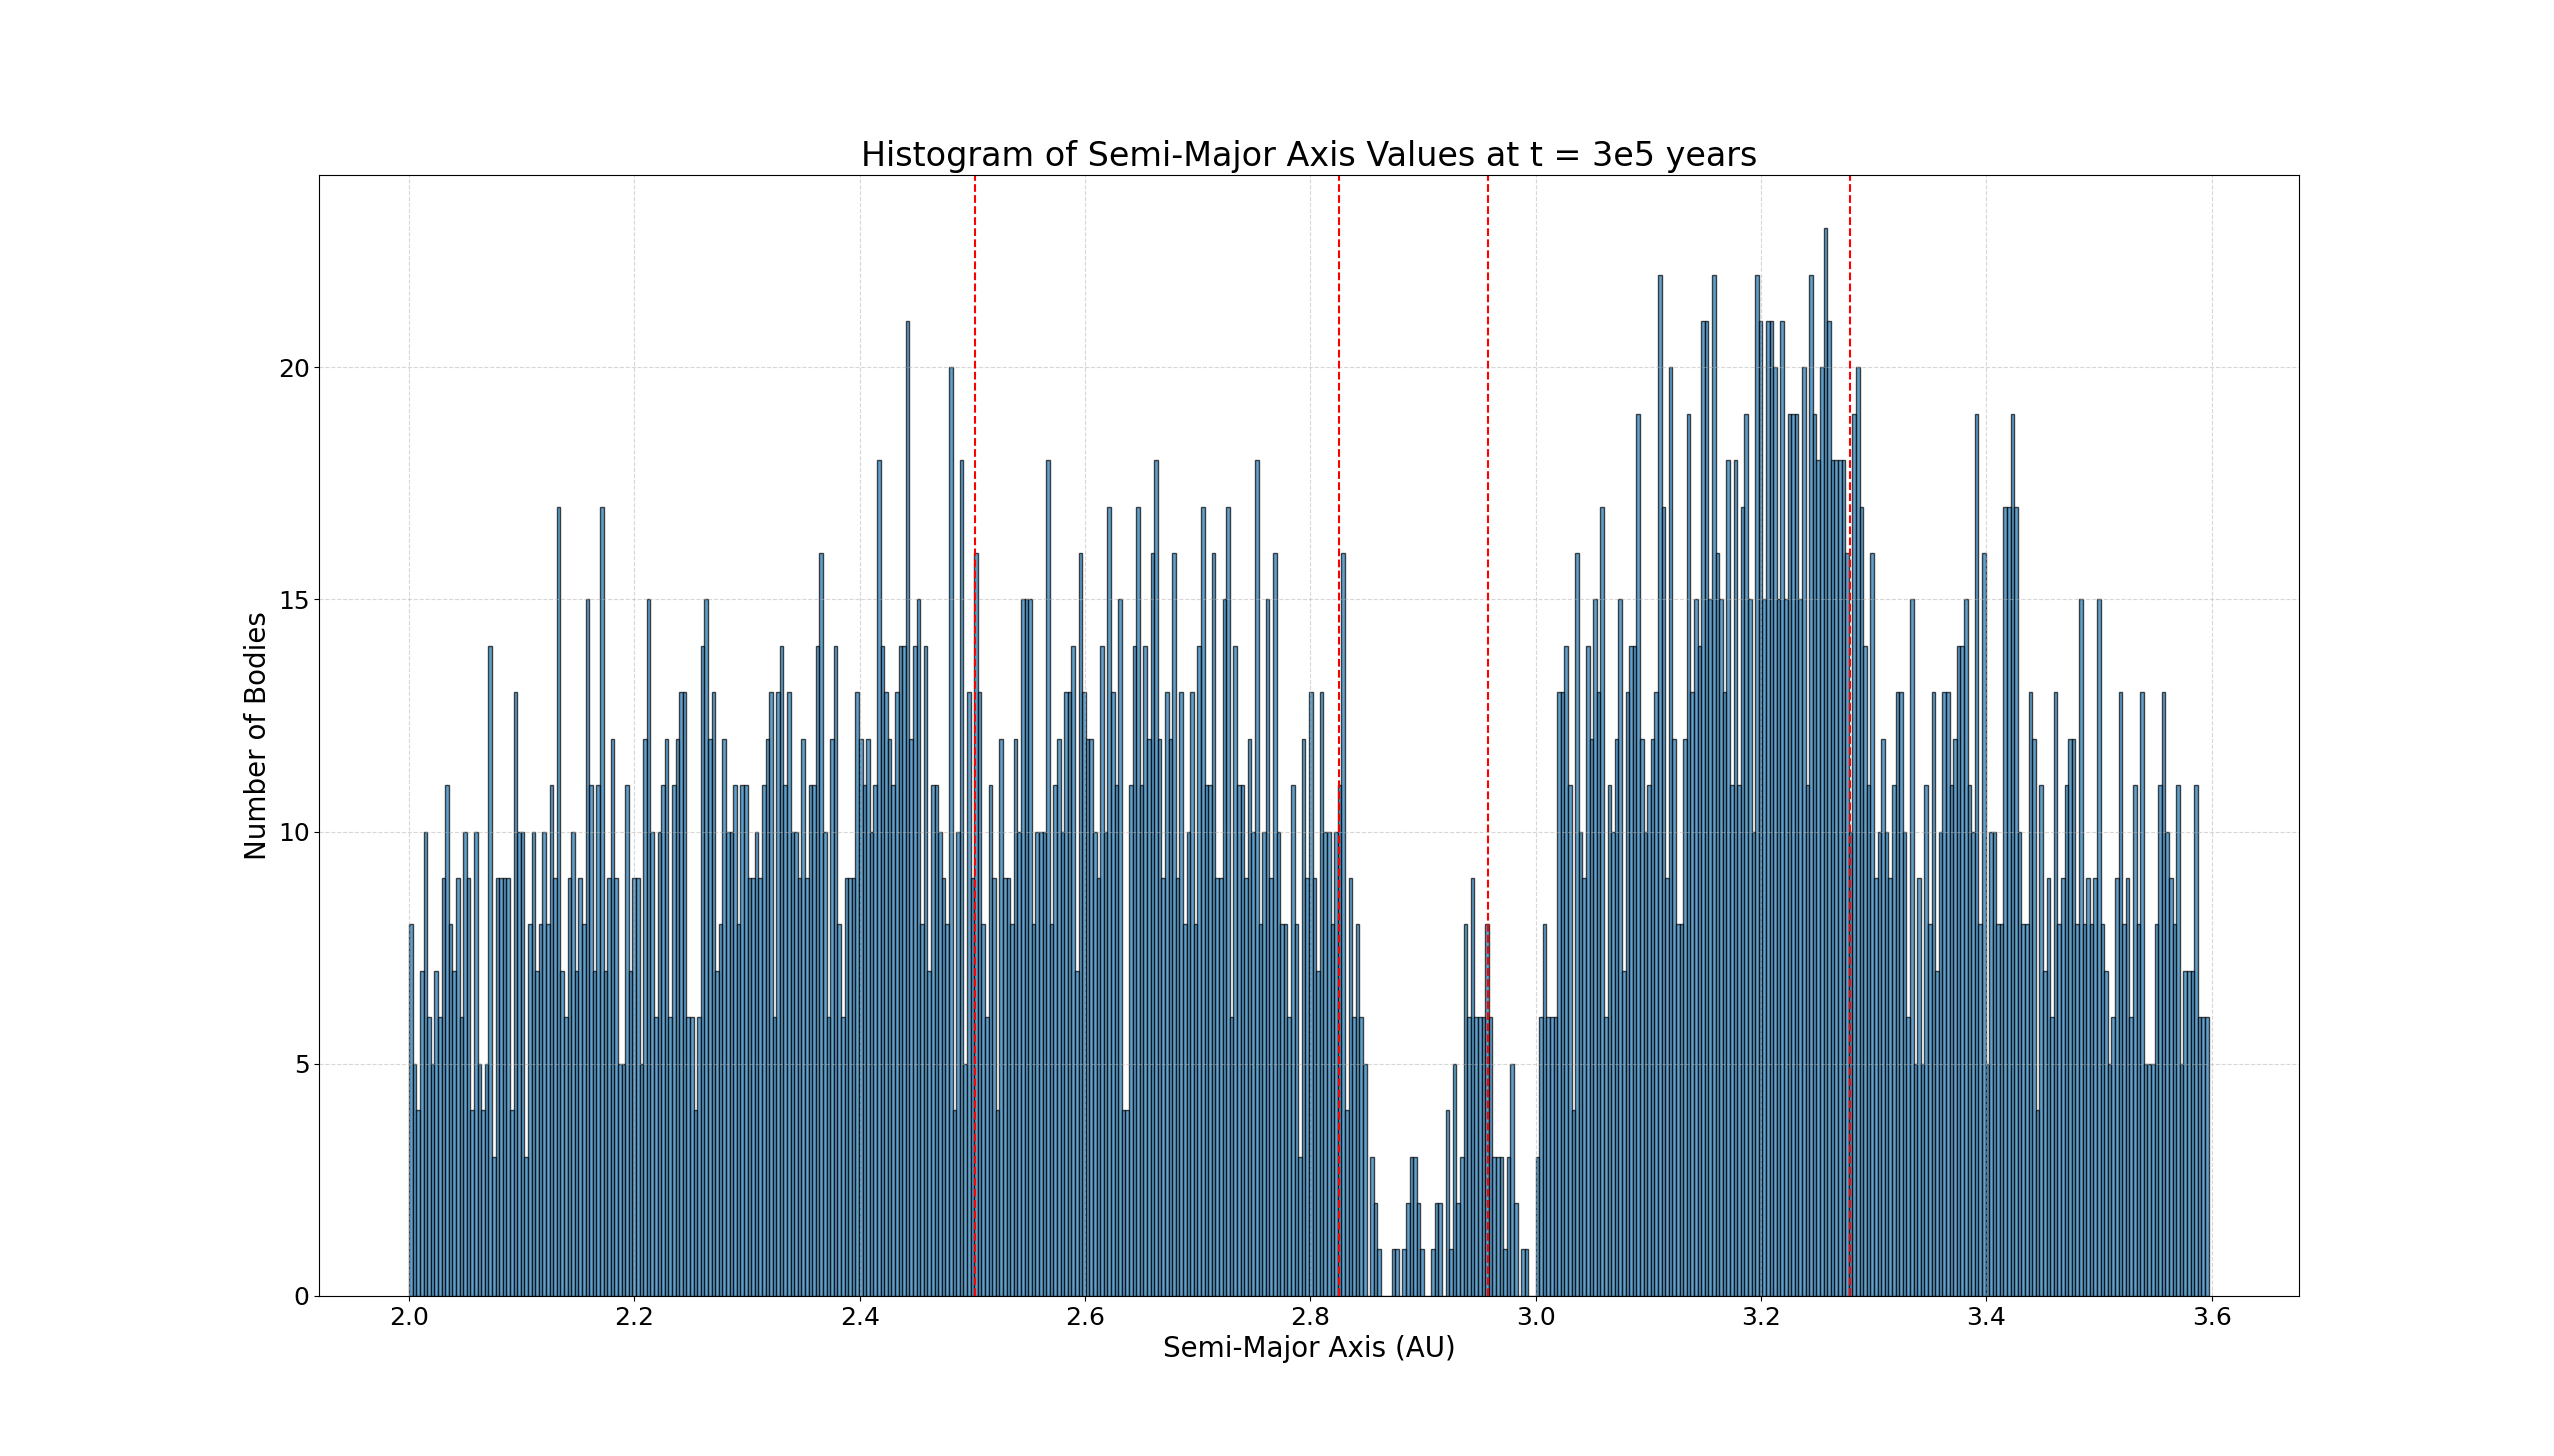 Histogram of Semi-Major Axis Values at t = 3e5 years
Number of Bodies
20
15
10
5
0
2.0 2.2 2.4 2.6 2.8 3.0 3.2 3.4 3.6
Semi-Major Axis (AU)